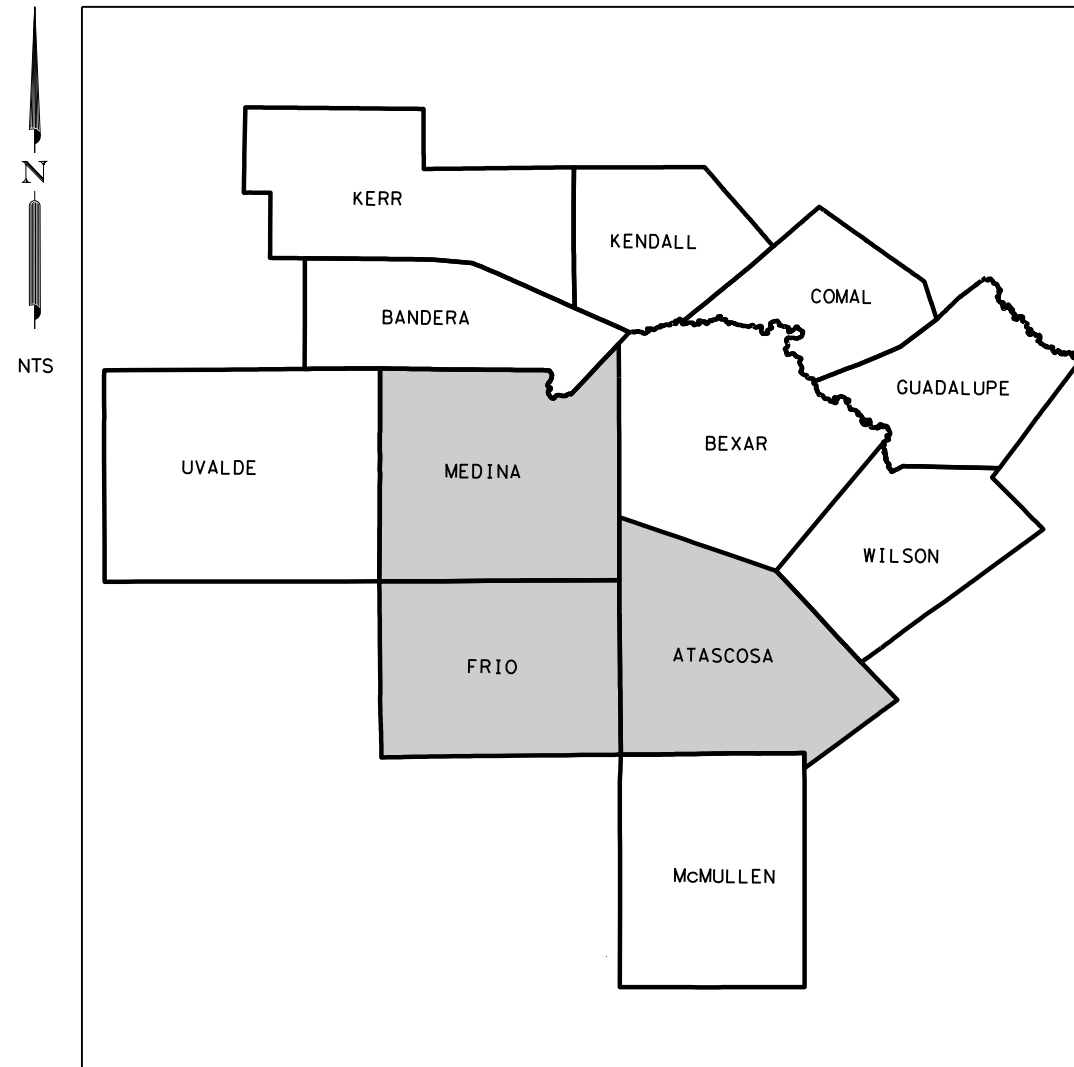 N
NTS
KERR
KENDALL
COMAL
BANDERA
GUADALUPE
BEXAR
UVALDE
MEDINA
WILSON
ATASCOSA
FRIO
McMULLEN